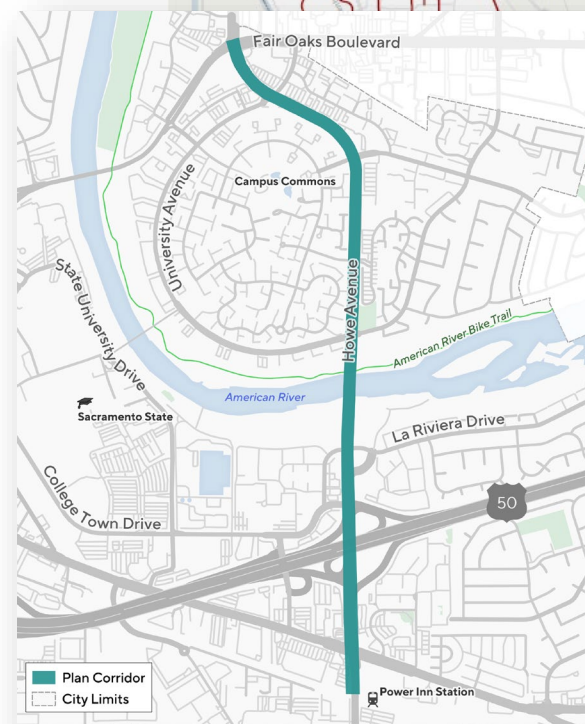 Fair Oaks Boulevard
Campus Commons
University Avenue
Howe Avenue
State University Drive
American River Bike Trail
American River
Sacramento State
La Riviera Drive
College Town Drive
50
Plan Corridor
City Limits
Power Inn Station